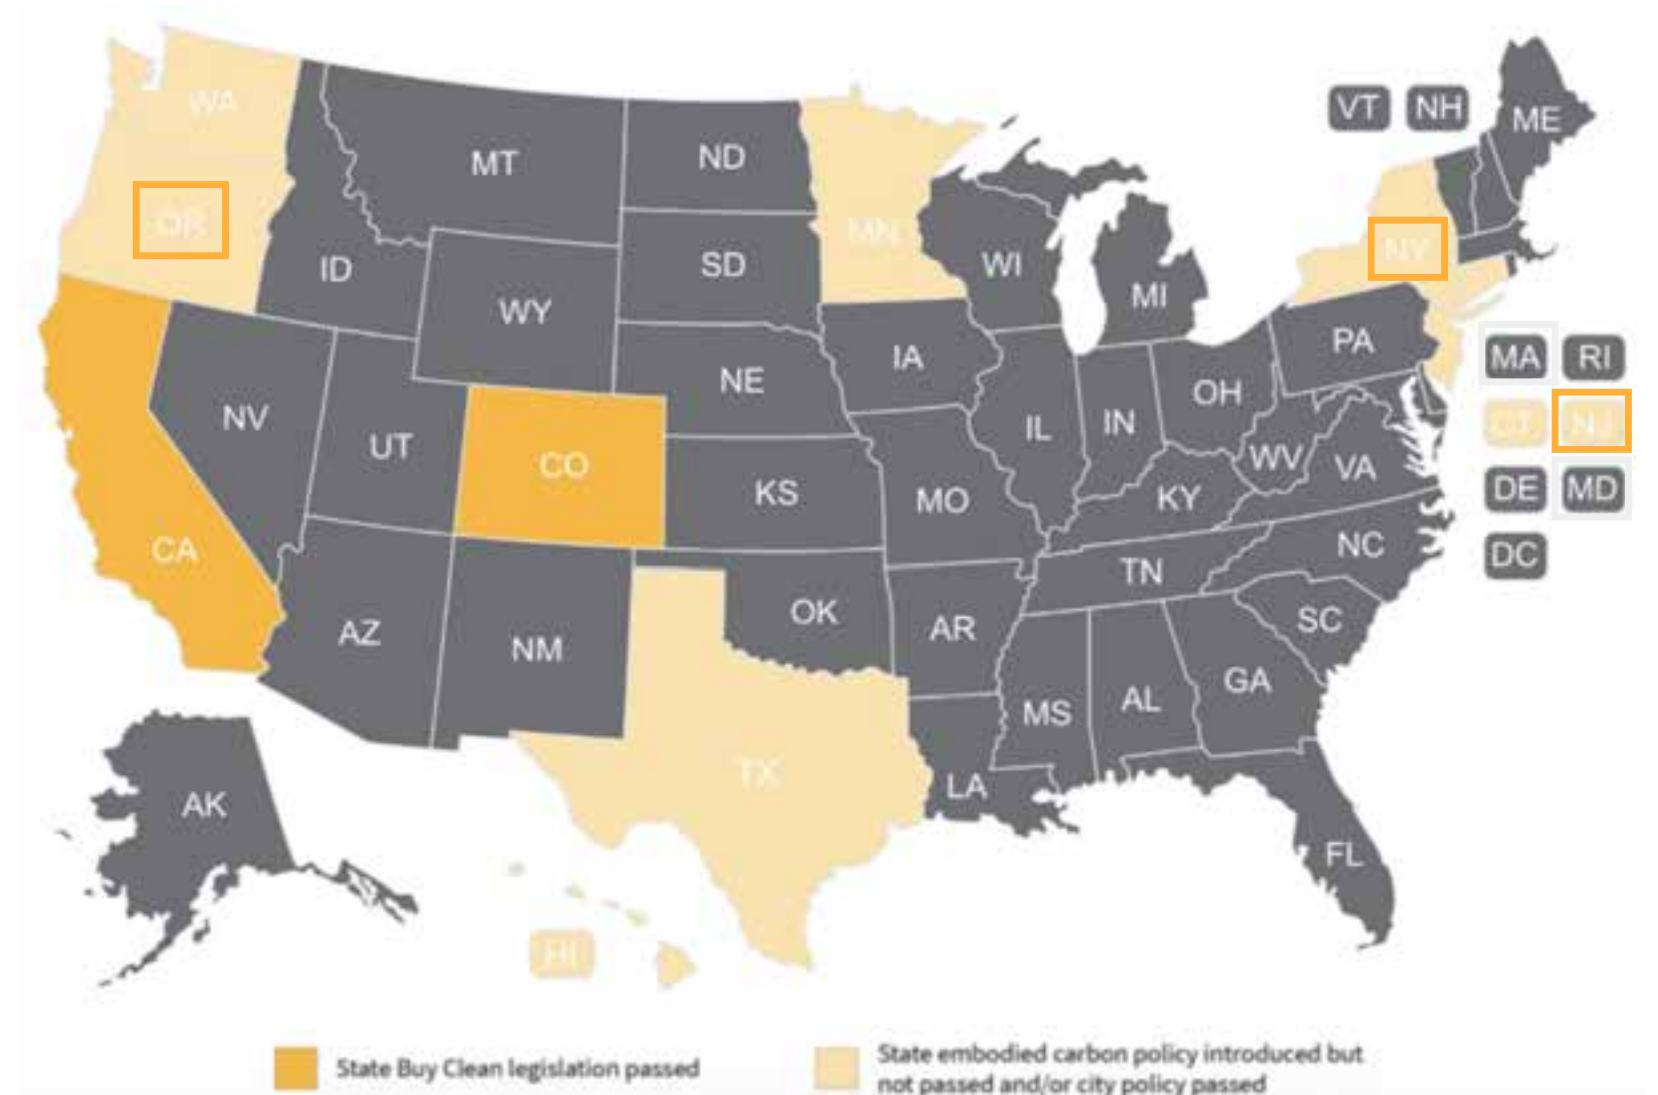 WA
VT NH
ME
MT
ND
OR
MN
NY
ID
SD
WI
MI
WY
PA
IA
MA RI
NE
OH
NV
UT
CO
IL
IN
CT NJ
WV
VA
KS
MO
KY
DE MD
CA
NC
DC
TN
AZ
NM
OK
AR
SC
GA
MS
AL
TX
LA
AK
FL
HI
State Buy Clean legislation passed
State embodied carbon policy introduced but
not passed and/or city policy passed